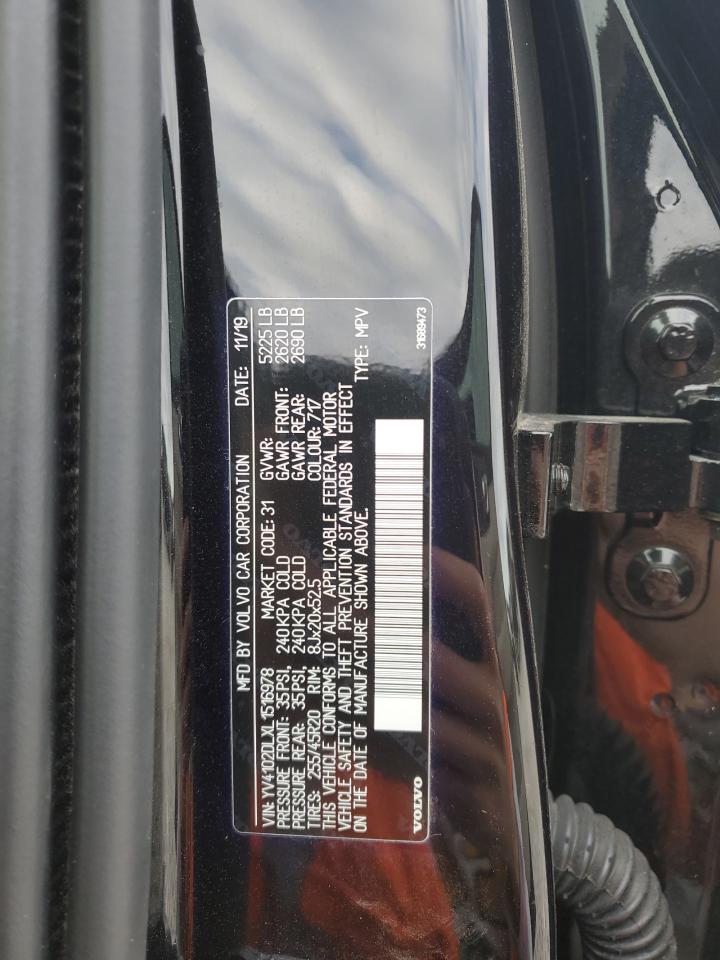 MFD BY VOLVO CAR CORPORATION DATE: 11/19
VIN: YV4102DLXL1516978 MARKET CODE: 31 GVWR: 5225 LB
PRESSURE FRONT: 35PSI, 240KPA COLD GAWR FRONT: 2620 LB
PRESSURE REAR: 35PSI, 240KPA COLD GAWR REAR: 2690 LB
TIRES: 255/45R20 RIM: 8Jx20x52.5 COLOUR: 717
THIS VEHICLE CONFORMS TO ALL APPLICABLE FEDERAL MOTOR
VEHICLE SAFETY AND THEFT PREVENTION STANDARDS IN EFFECT
ON THE DATE OF MANUFACTURE SHOWN ABOVE. TYPE: MPV
VOLVO 31689473